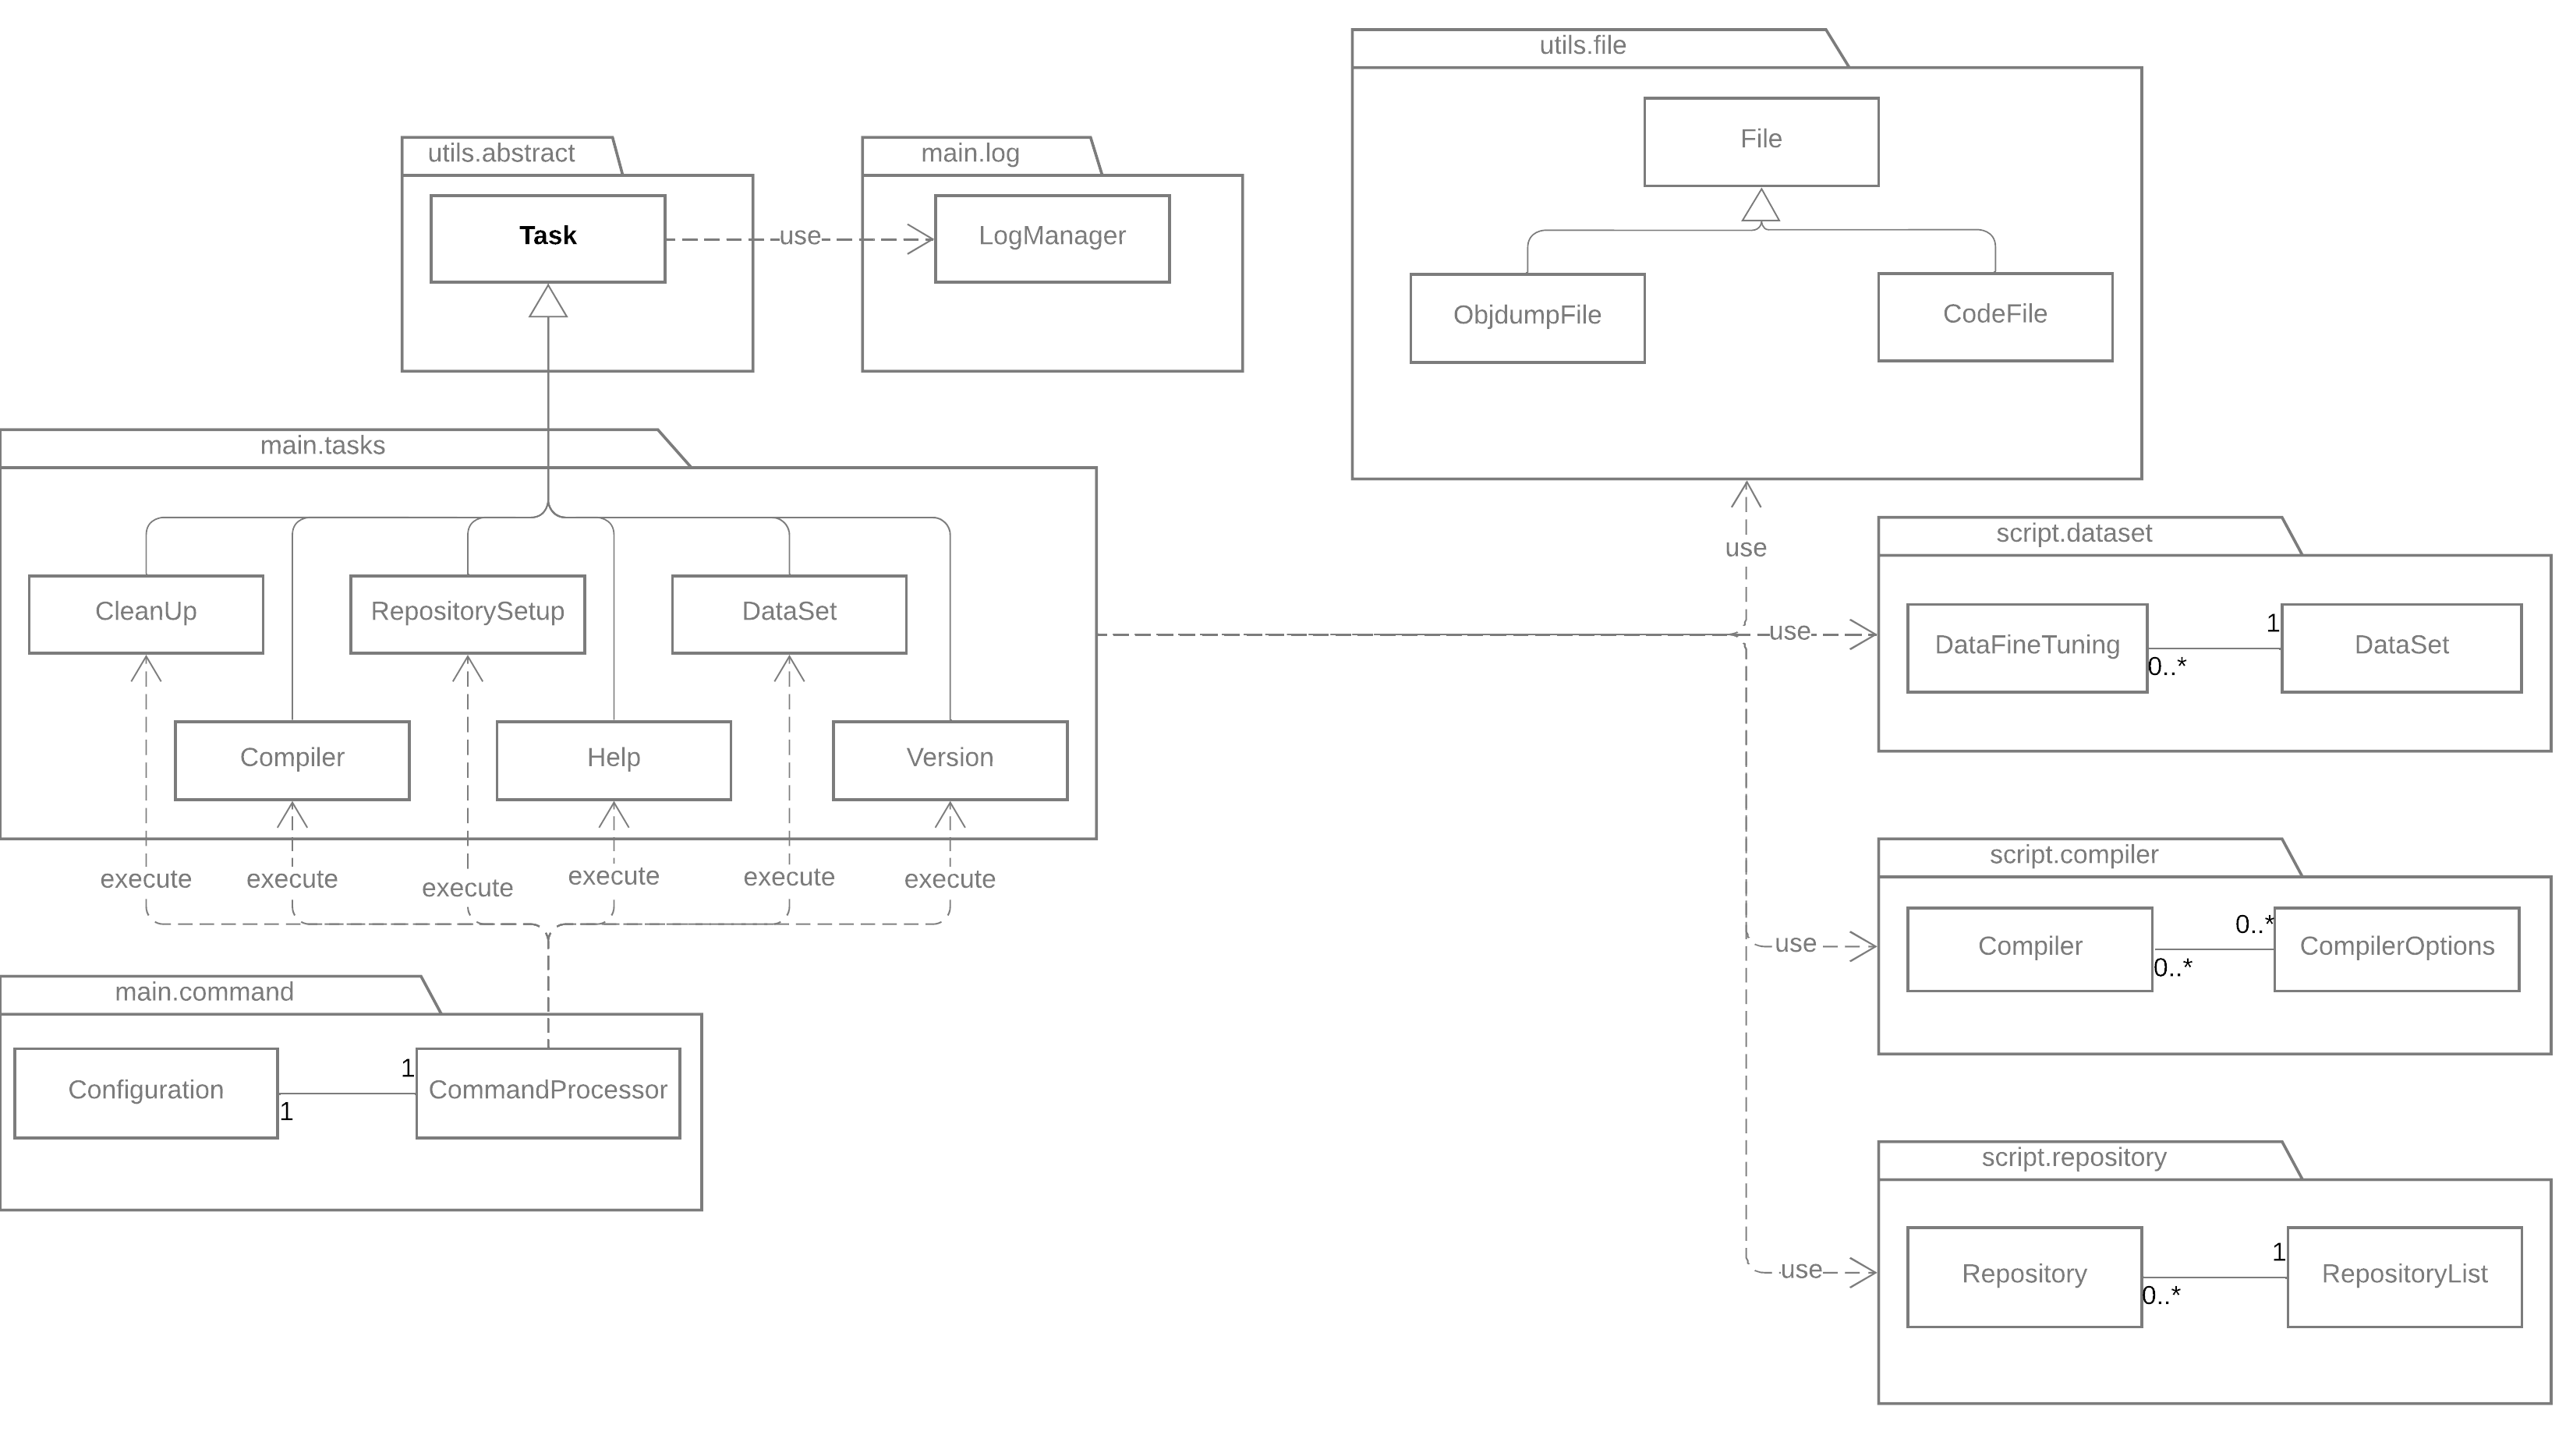 utils.file
File
utils.abstract
main.log
Task
use
LogManager
ObjdumpFile
CodeFile
main.tasks
use
script.dataset
CleanUp
RepositorySetup
DataSet
use
DataFineTuning
1
0..*
DataSet
Compiler
Help
Version
execute
execute
execute
execute
execute
execute
script.compiler
use
Compiler
0..*
0..*
CompilerOptions
main.command
Configuration
1
1
CommandProcessor
script.repository
use
Repository
1
0..*
RepositoryList